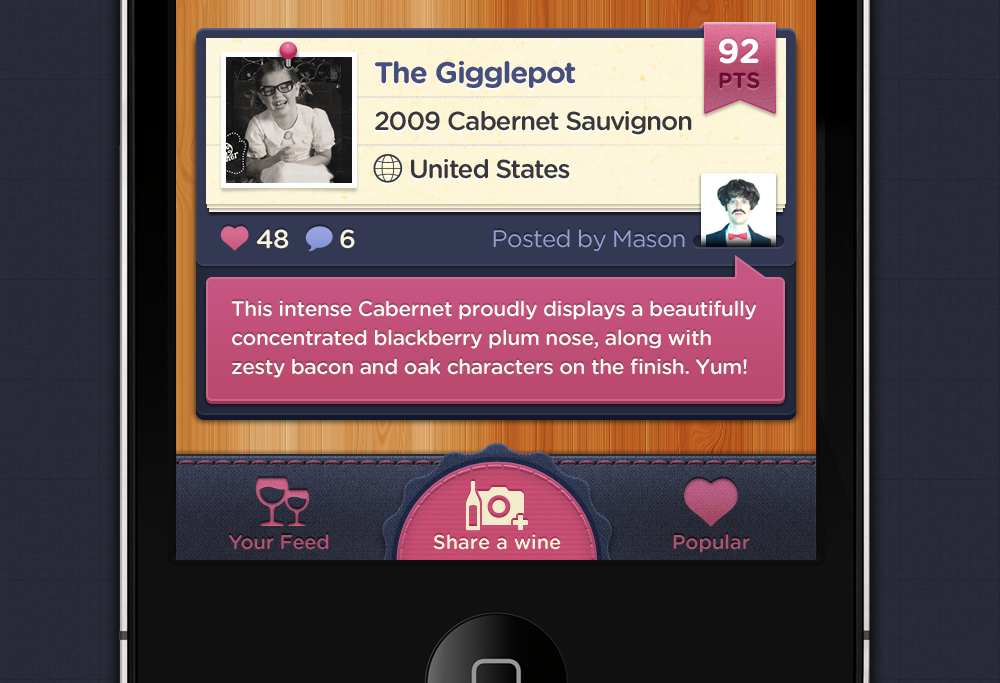 The Gigglepot
92
PTS
2009 Cabernet Sauvignon
United States
48
6
Posted by Mason
This intense Cabernet proudly displays a beautifully
concentrated blackberry plum nose, along with
zesty bacon and oak characters on the finish. Yum!
Your Feed
Share a wine
Popular